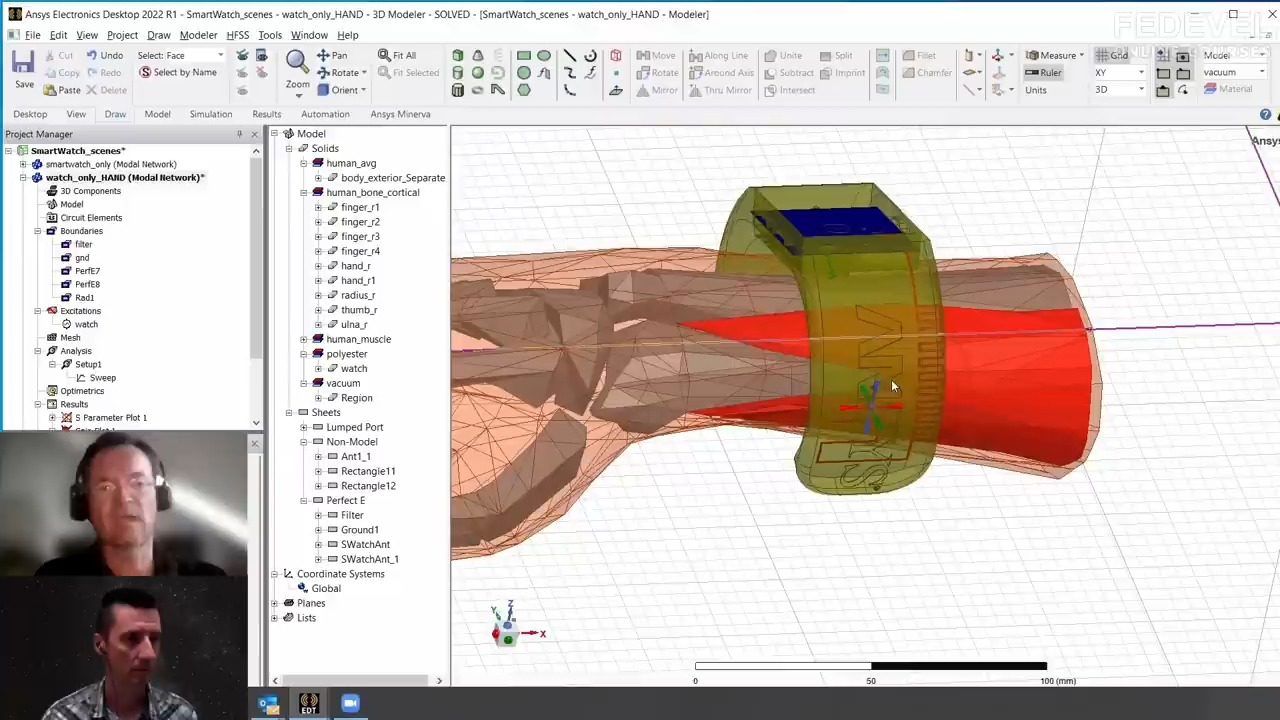 Ansys Electronics Desktop 2022 R1 - SmartWatch_scenes - watch_only_HAND - 3D Modeler - SOLVED - [SmartWatch_scenes - watch_only_HAND - Modeler]
FEDEVEL
ONLINE COURSES
File Edit View Project Draw Modeler HFSS Tools Window Help
Save
Cut
Copy
Paste
Undo
Redo
Delete
Select: Face
Select by Name
Zoom
Pan
Rotate
Orient
Fit All
Fit Selected
Move
Rotate
Mirror
Along Line
Around Axis
Thru Mirror
Unite
Subtract
Intersect
Split
Imprint
Fillet
Chamfer
Measure
Ruler
Units
Grid
XY
3D
Model
vacuum
Material
Desktop View Draw Model Simulation Results Automation Ansys Minerva
Project Manager
SmartWatch_scenes*
smartwatch_only (Modal Network)
watch_only_HAND (Modal Network)*
3D Components
Model
Circuit Elements
Boundaries
filter
gnd
PerfE7
PerfE8
Rad1
Excitations
watch
Mesh
Analysis
Setup1
Sweep
Optimetrics
Results
S Parameter Plot 1
Model
Solids
human_avg
body_exterior_Separate
human_bone_cortical
finger_r1
finger_r2
finger_r3
finger_r4
hand_r
hand_r1
radius_r
thumb_r
ulna_r
human_muscle
polyester
watch
vacuum
Region
Sheets
Lumped Port
Non-Model
Ant1_1
Rectangle11
Rectangle12
Perfect E
Filter
Ground1
SWatchAnt
SWatchAnt_1
Coordinate Systems
Global
Planes
Lists
Ansys
Z
Y
X
0 50 100 (mm)
EDT